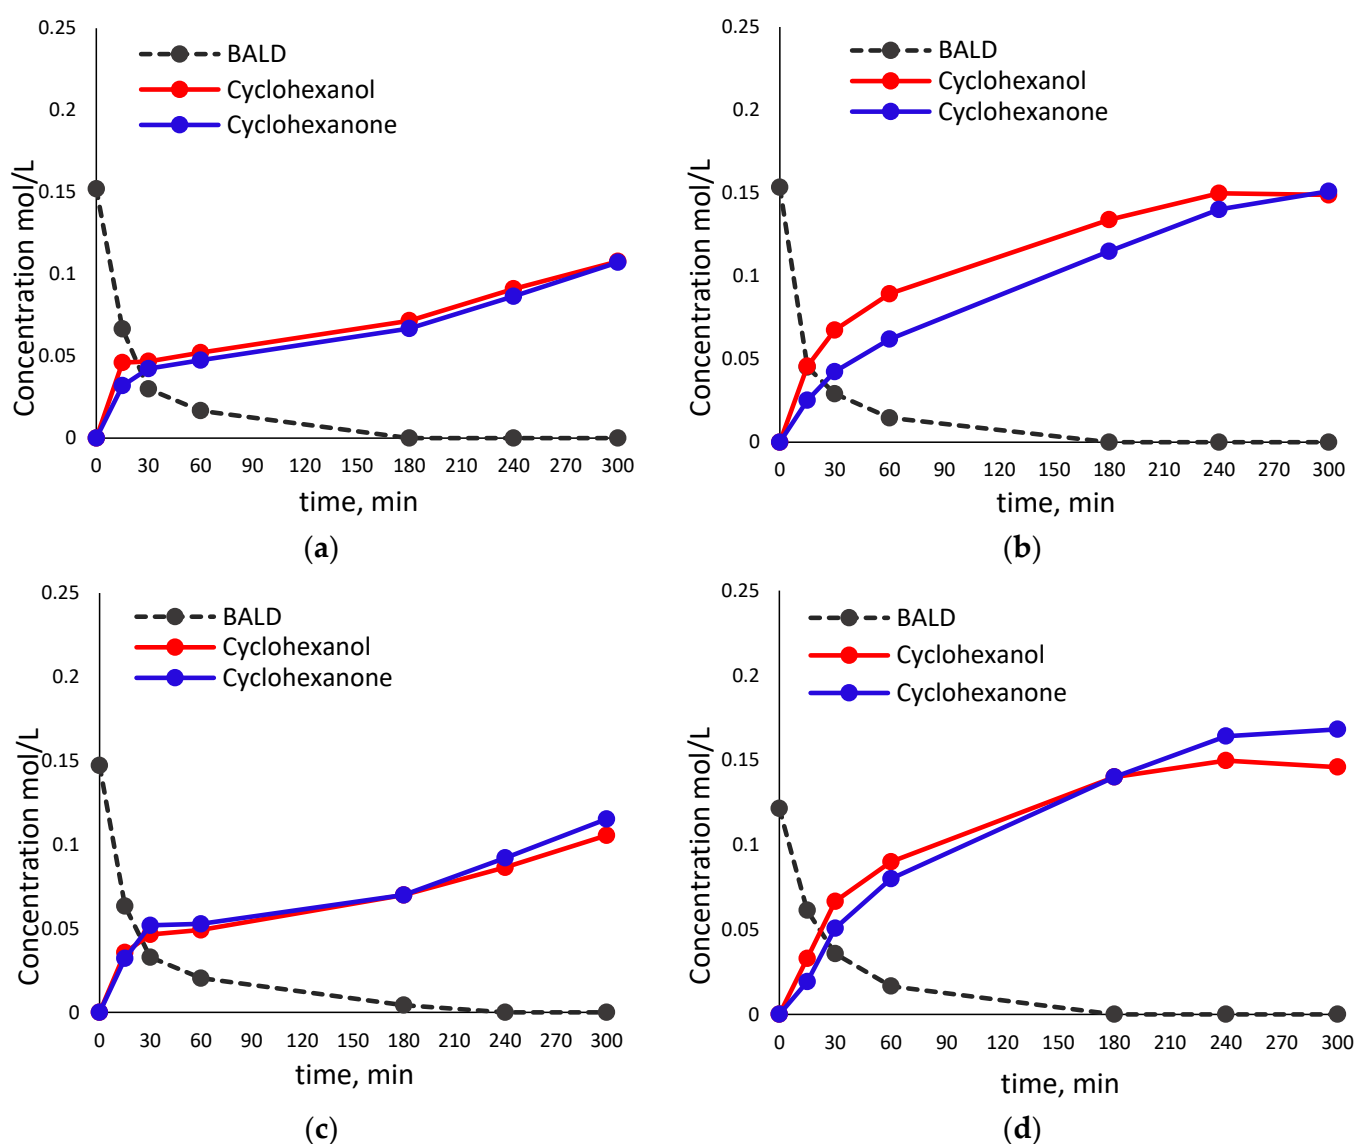 0.25
BALD
Cyclohexanol
Cyclohexanone
0.2
0.15
0.1
0.05
0
Concentration mol/L
0 30 60 90 120 150 180 210 240 270 300
time, min
(a)
0.25
BALD
Cyclohexanol
Cyclohexanone
0.2
0.15
0.1
0.05
0
Concentration mol/L
0 30 60 90 120 150 180 210 240 270 300
time, min
(b)
0.25
BALD
Cyclohexanol
Cyclohexanone
0.2
0.15
0.1
0.05
0
Concentration mol/L
0 30 60 90 120 150 180 210 240 270 300
time, min
(c)
0.25
BALD
Cyclohexanol
Cyclohexanone
0.2
0.15
0.1
0.05
0
Concentration mol/L
0 30 60 90 120 150 180 210 240 270 300
time, min
(d)